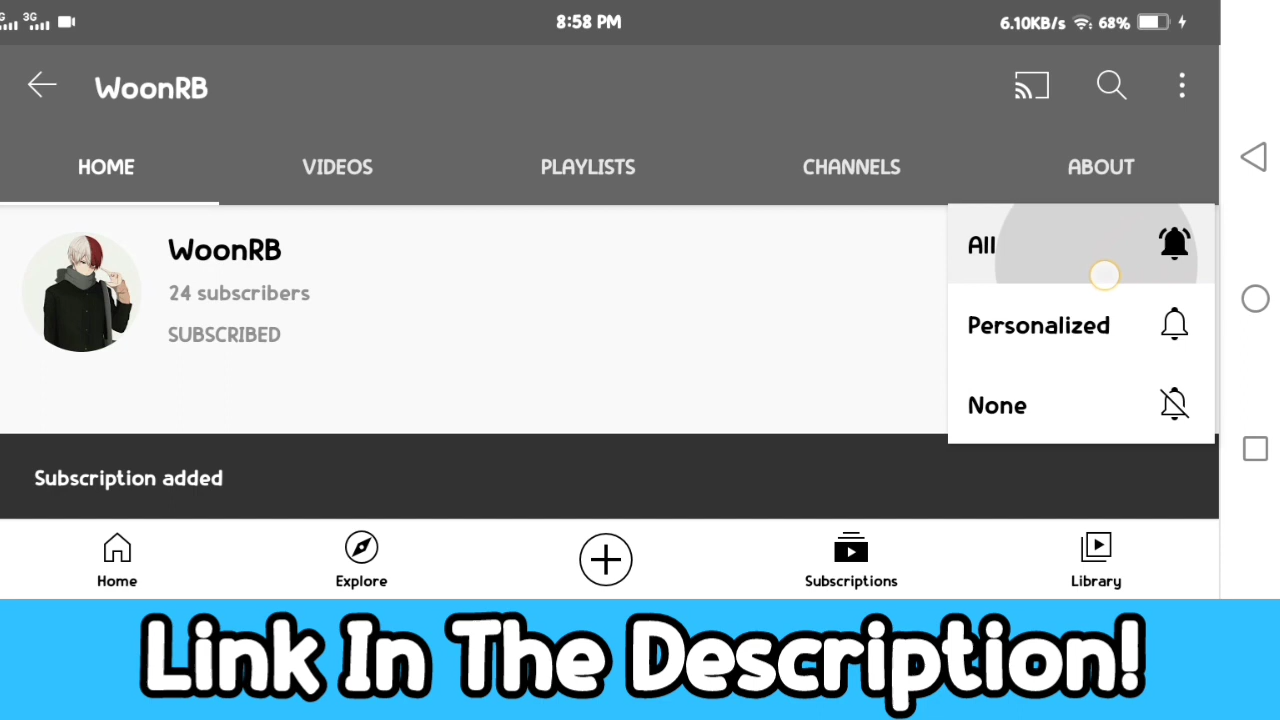 3G 8:58 PM 6.10KB/s 68%
WoonRB
HOME VIDEOS PLAYLISTS CHANNELS ABOUT
WoonRB
24 subscribers
SUBSCRIBED
All
Personalized
None
Subscription added
Home Explore Subscriptions Library
Link In The Description!